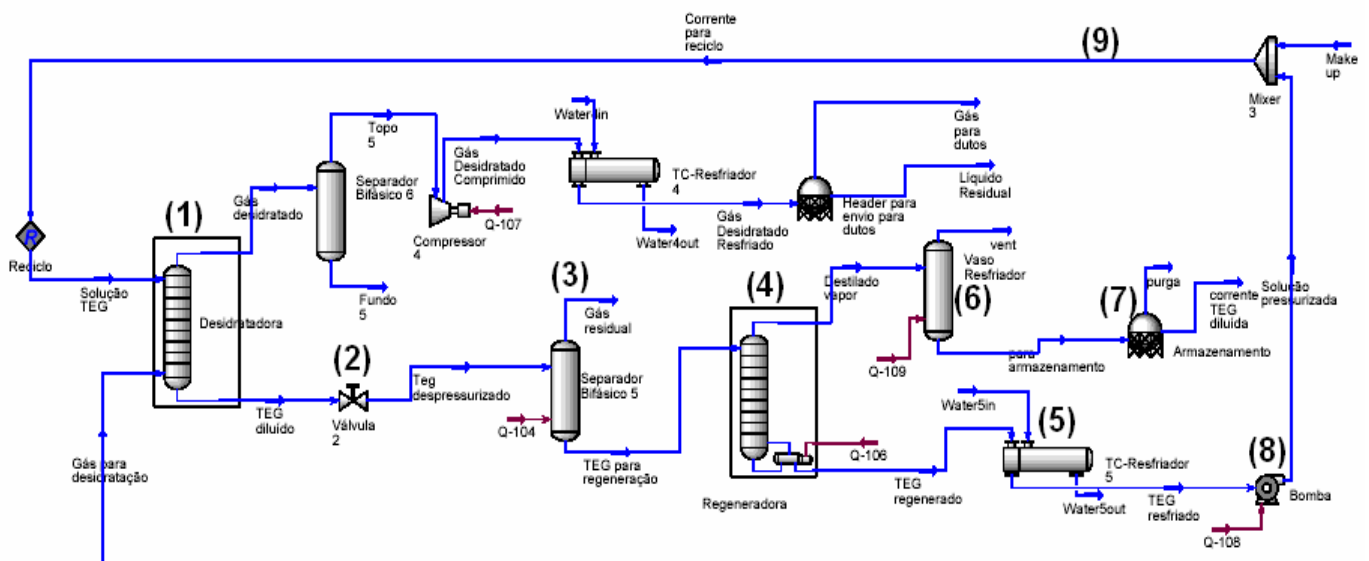 Corrente
para
reciclo
(9)
Make
up
Mixer
3
Water4in
Topo
5
Gás
para
dutos
Gás
Desidratado
Comprimido
Separador
Bifásico 6
TC-Resfriador
4
Líquido
Residual
Gás
desidratado
(1)
Q-107
Compressor
4
Header para
envio para
dutos
Gás
Desidratado
Resfriado
Water4out
R
Reciclo
Solução
TEG
Fundo
5
(3)
Gás
residual
(4)
Destilado
vapor
vent
Vaso
Resfriador
(6)
(7)
purga
corrente
TEG
diluída
Solução
pressurizada
Desidratadora
(2)
Teg
despressurizado
Separador
Bifásico 5
Q-109
para
armazenamento
Armazenamento
TEG
diluído
Válvula
2
Q-104
Water5in
(5)
Gás para
desidratação
TEG para
regeneração
Q-106
TC-Resfriador
5
(8)
Regeneradora
TEG
regenerado
Water5out
TEG
resfriado
Bomba
Q-108